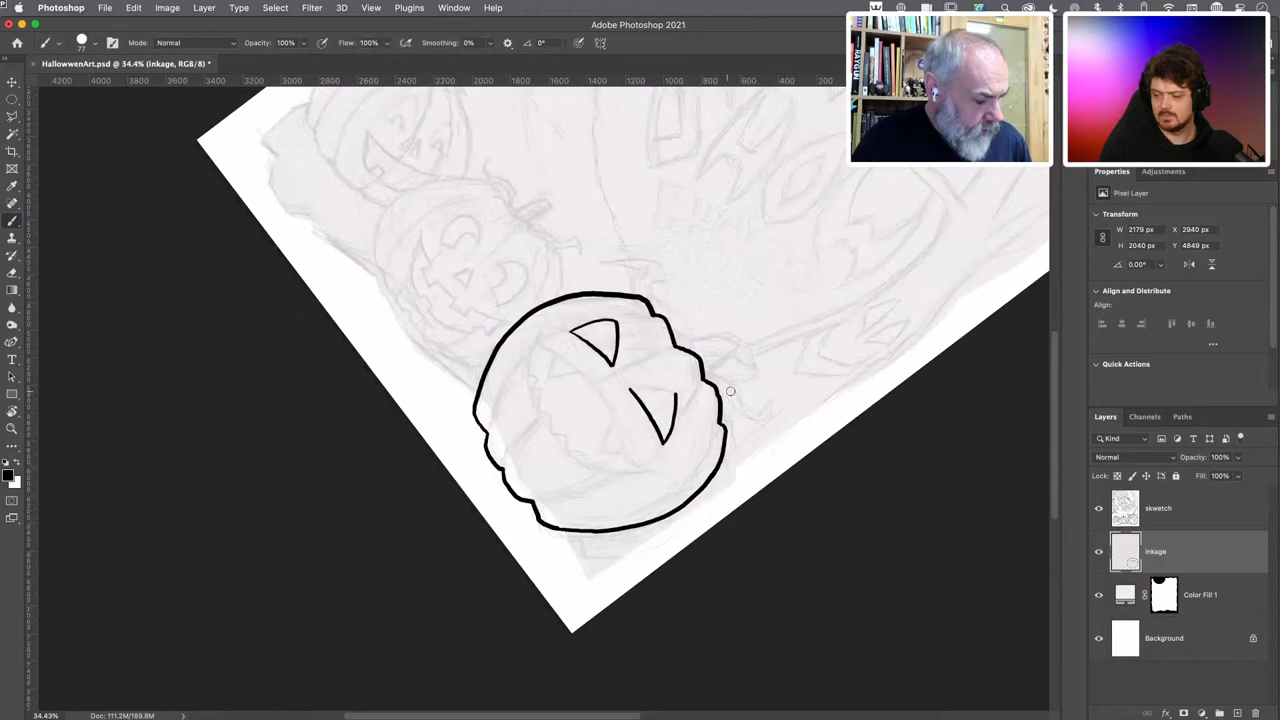 Photoshop File Edit Image Layer Type Select Filter 3D View Plugins Window Help
Adobe Photoshop 2021
77 Mode: Normal Opacity: 100% Flow: 100% Smoothing: 0% 0°
HallowwenArt.psd @ 34.4% (inkage, RGB/8) *
4200 4000 3800 3600 3400 3200 3000 2800 2600 2400 2200 2000 1800 1600 1400 1200 1000 800 600 400 200
RAYGUN
Properties Adjustments
Pixel Layer
Transform
W 2179 px X 2940 px
H 2040 px Y 4849 px
0.00°
Align and Distribute
Align:
Quick Actions
Layers Channels Paths
Kind
Normal Opacity: 100%
Lock: Fill: 100%
skwetch
inkage
Color Fill 1
Background
34.43% Doc: 111.2M/189.8M